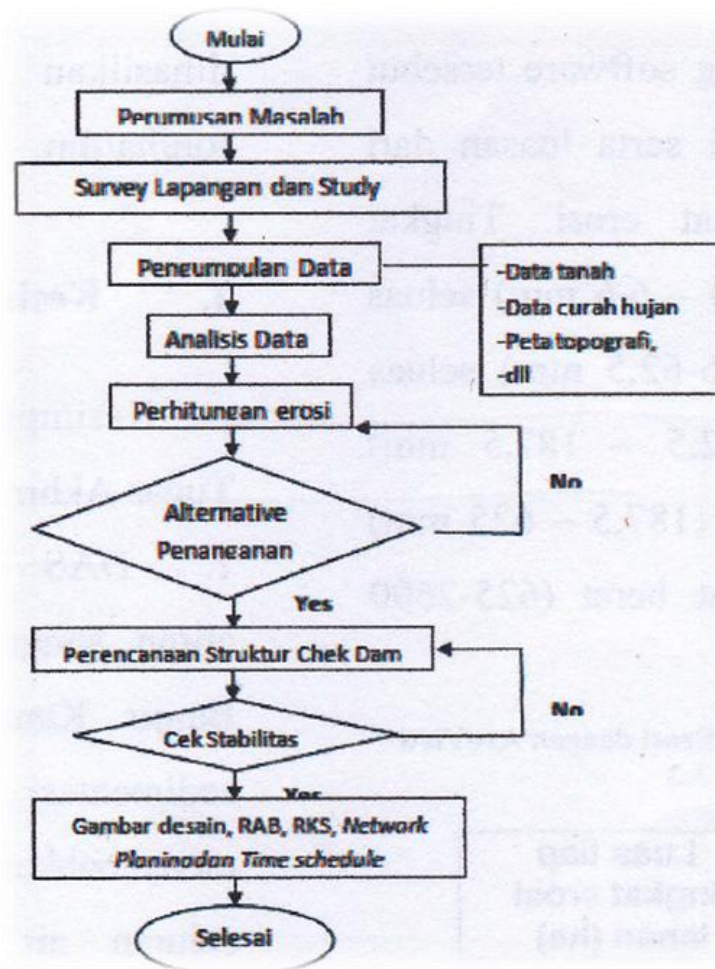 Mulai
Perumusan Masalah
Survey Lapangan dan Study
Pengumpulan Data
-Data tanah
-Data curah hujan
-Peta topografi,
-dll
Analisis Data
Perhitungan erosi
No
Alternative
Penanganan
Yes
Perencanaan Struktur Chek Dam
No
Cek Stabilitas
Yes
Gambar desain, RAB, RKS, Network
Planinadan Time schedule
Selesai